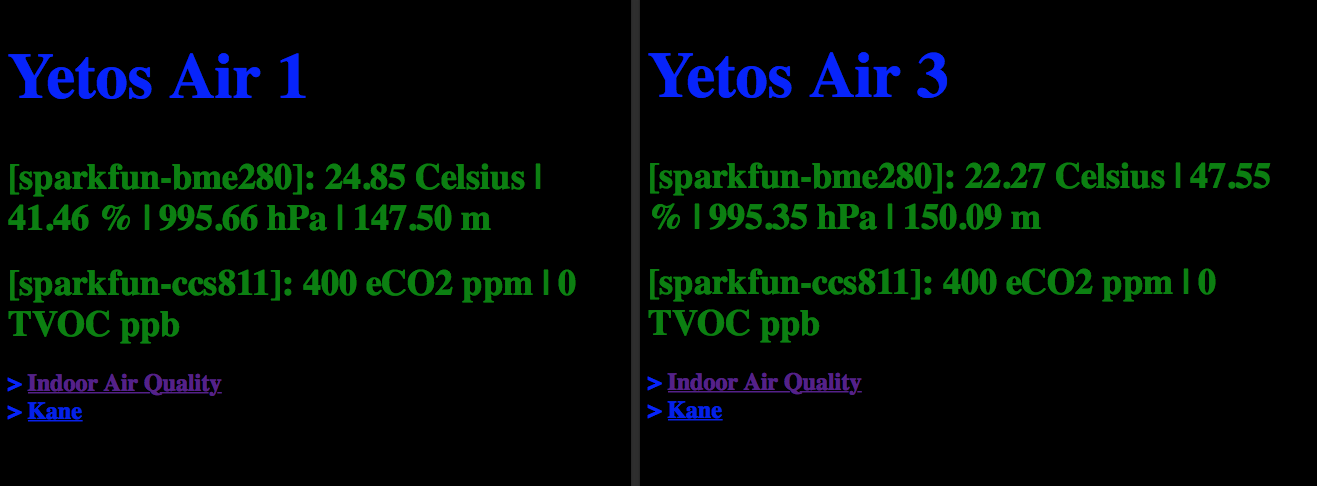 Yetos Air 1
[sparkfun-bme280]: 24.85 Celsius |
41.46 % | 995.66 hPa | 147.50 m
[sparkfun-ccs811]: 400 eCO2 ppm | 0
TVOC ppb
> Indoor Air Quality
> Kane
Yetos Air 3
[sparkfun-bme280]: 22.27 Celsius | 47.55
% | 995.35 hPa | 150.09 m
[sparkfun-ccs811]: 400 eCO2 ppm | 0
TVOC ppb
> Indoor Air Quality
> Kane